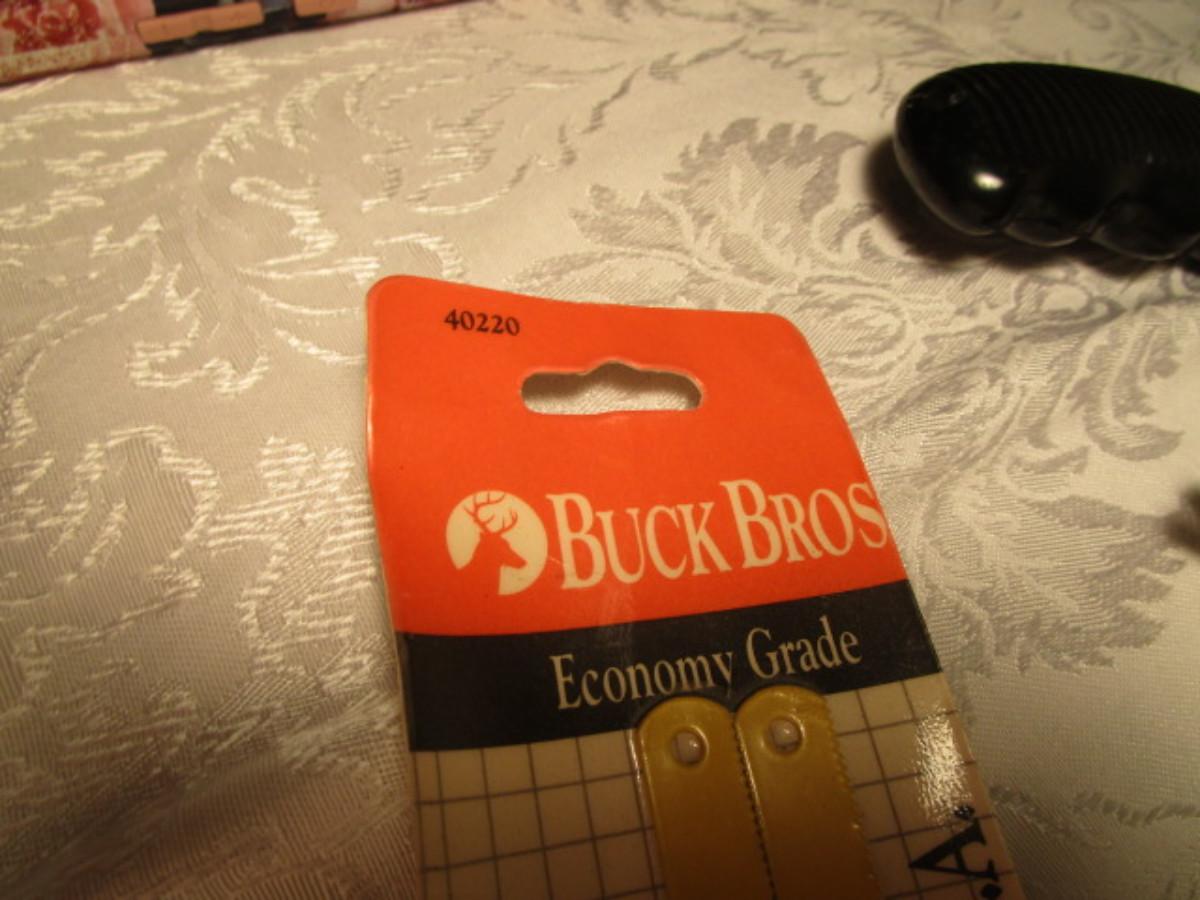 40220
BUCK BROS
Economy Grade
.A.